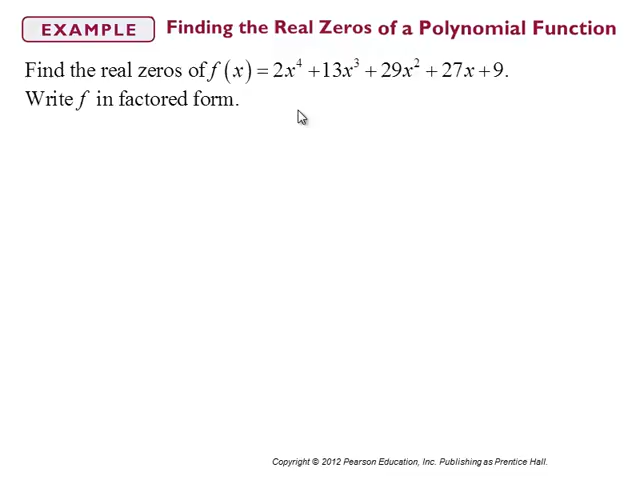 EXAMPLE Finding the Real Zeros of a Polynomial Function
Find the real zeros of f(x) = 2x⁴ + 13x³ + 29x² + 27x + 9.
Write f in factored form.
Copyright © 2012 Pearson Education, Inc. Publishing as Prentice Hall.